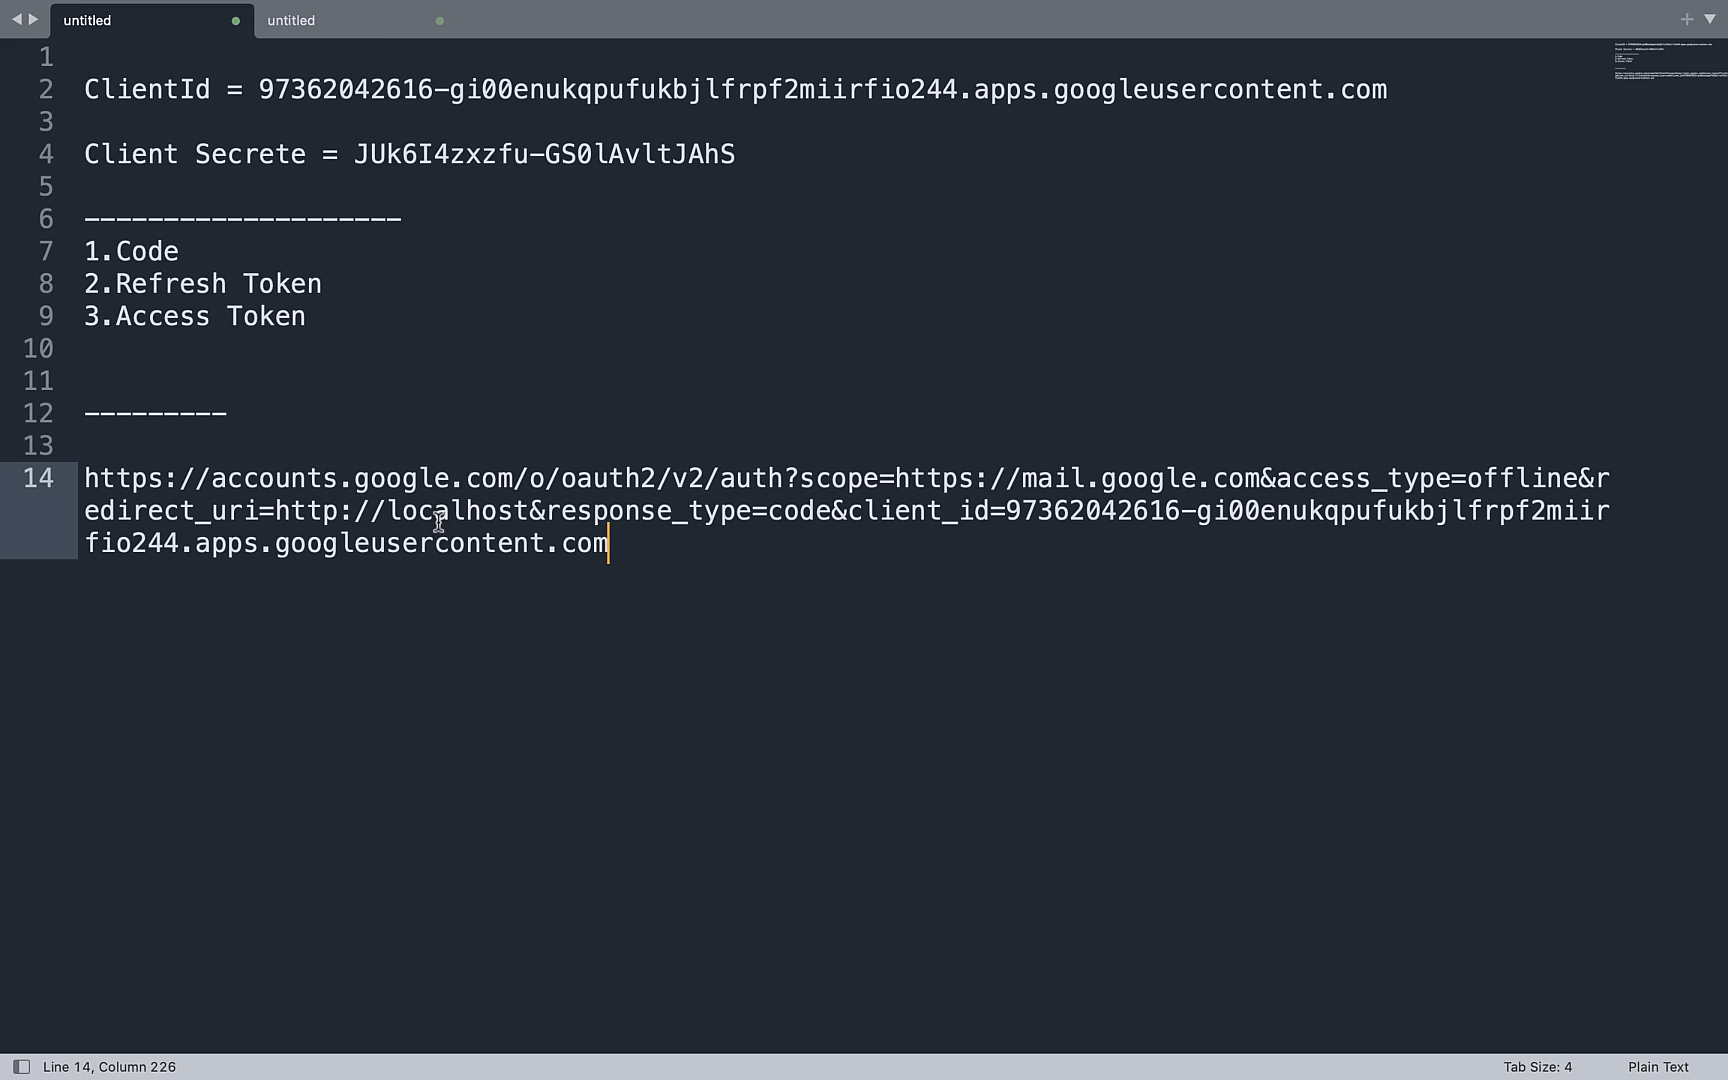 untitled
untitled
1
2 ClientId = 97362042616-gi00enukqpufukbjlfrpf2miirfio244.apps.googleusercontent.com
3
4 Client Secrete = JUk6I4zxzfu-GS0lAvltJAhS
5
6 --------------------
7 1.Code
8 2.Refresh Token
9 3.Access Token
10
11
12 ---------
13
14 https://accounts.google.com/o/oauth2/v2/auth?scope=https://mail.google.com&access_type=offline&r
edirect_uri=http://localhost&response_type=code&client_id=97362042616-gi00enukqpufukbjlfrpf2miir
fio244.apps.googleusercontent.com
Line 14, Column 226
Tab Size: 4
Plain Text